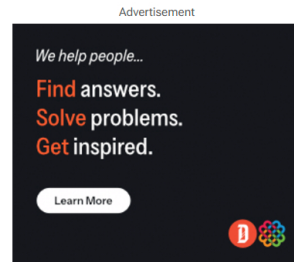 Advertisement
We help people...
Find answers.
Solve problems.
Get inspired.
Learn More
D